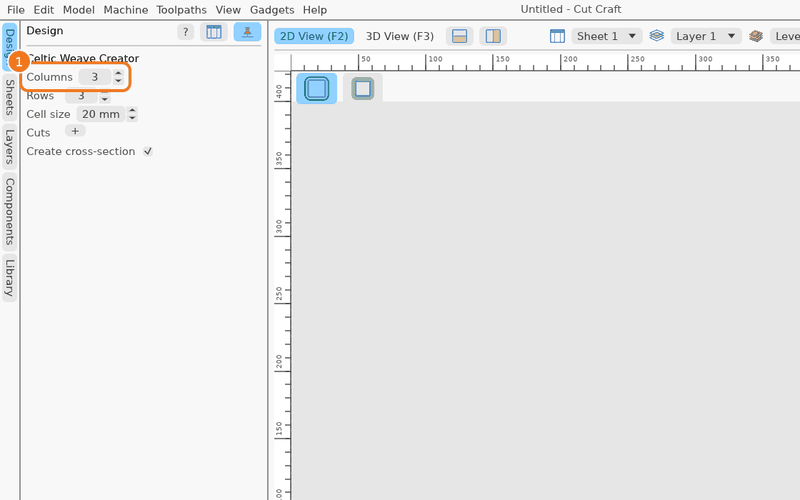 File Edit Model Machine Toolpaths View Gadgets Help
Untitled - Cut Craft
Design
?
2D View (F2)
3D View (F3)
Sheet 1
Layer 1
Leve
Celtic Weave Creator
1
Columns 3
Rows 3
Cell size 20 mm
Cuts +
Create cross-section
Sheets
Layers
Components
Library
50 100 150 200 250 300 350
400
350
300
250
200
150